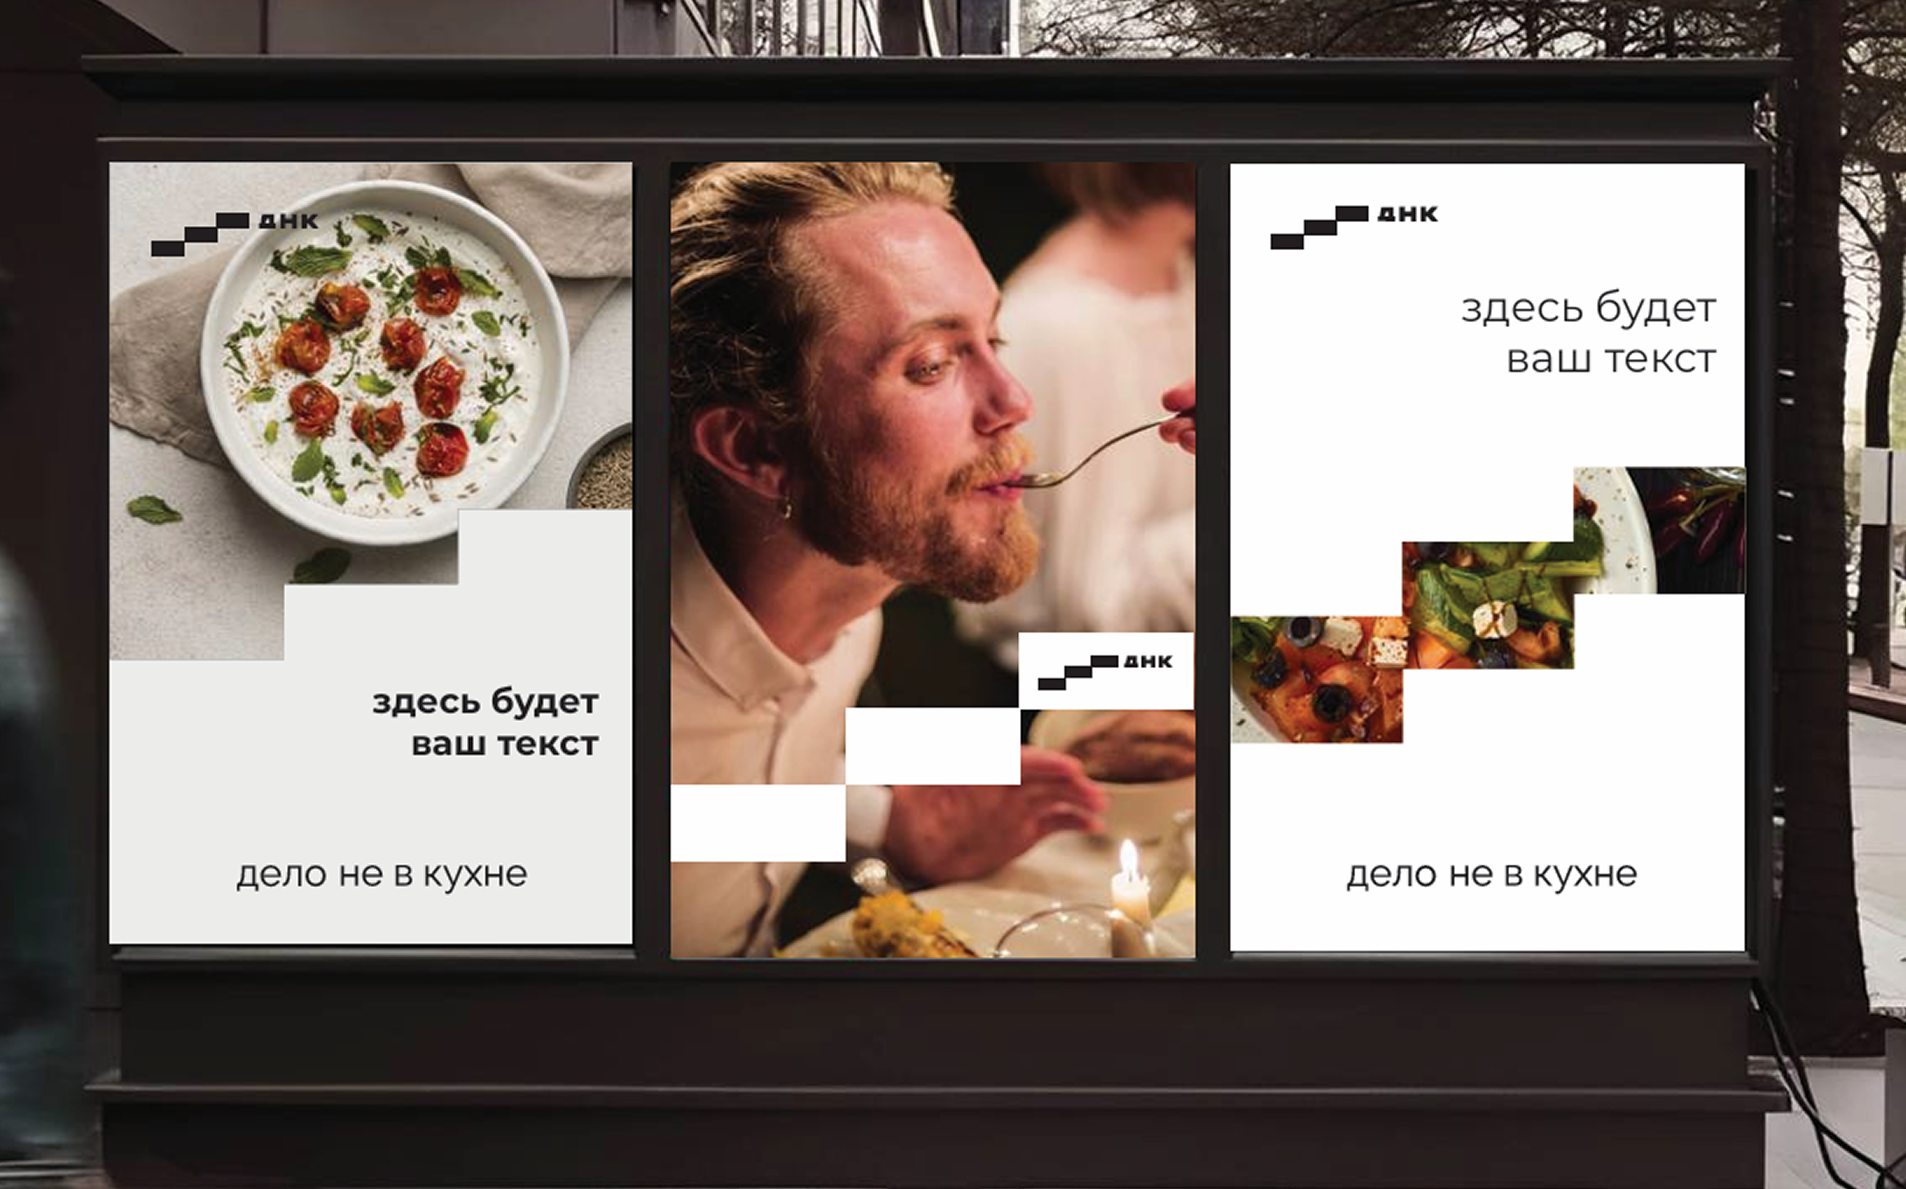 днк
здесь будет
ваш текст
дело не в кухне
днк
днк
здесь будет
ваш текст
дело не в кухне